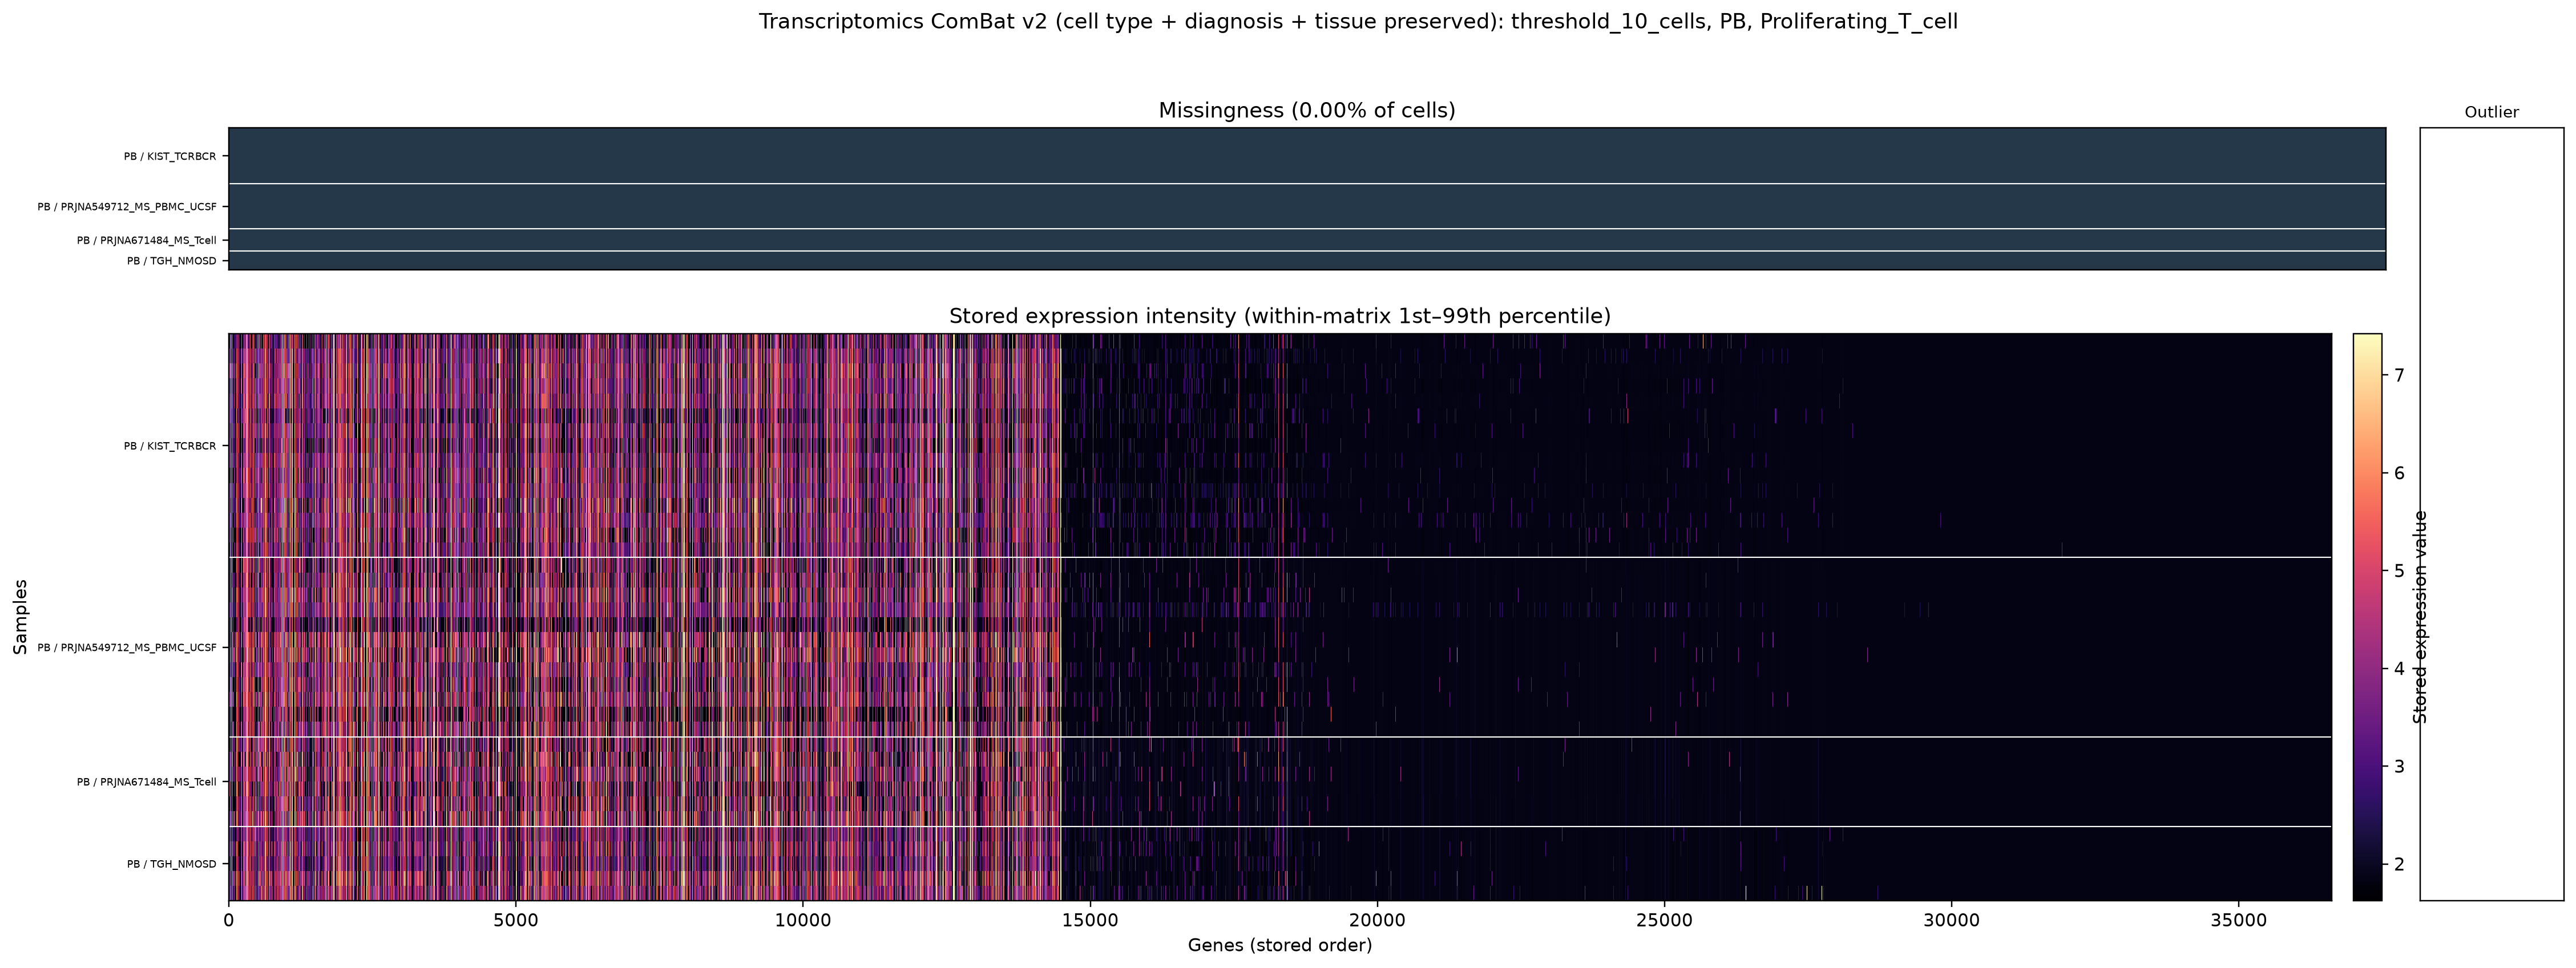 Transcriptomics ComBat v2 (cell type + diagnosis + tissue preserved): threshold_10_cells, PB, Proliferating_T_cell
Missingness (0.00% of cells)
Outlier
PB / KIST_TCRBCR
PB / PRJNA549712_MS_PBMC_UCSF
PB / PRJNA671484_MS_Tcell
PB / TGH_NMOSD
Stored expression intensity (within-matrix 1st–99th percentile)
Samples
PB / KIST_TCRBCR
PB / PRJNA549712_MS_PBMC_UCSF
PB / PRJNA671484_MS_Tcell
PB / TGH_NMOSD
7
6
5
4
3
2
Stored expression value
0 5000 10000 15000 20000 25000 30000 35000
Genes (stored order)